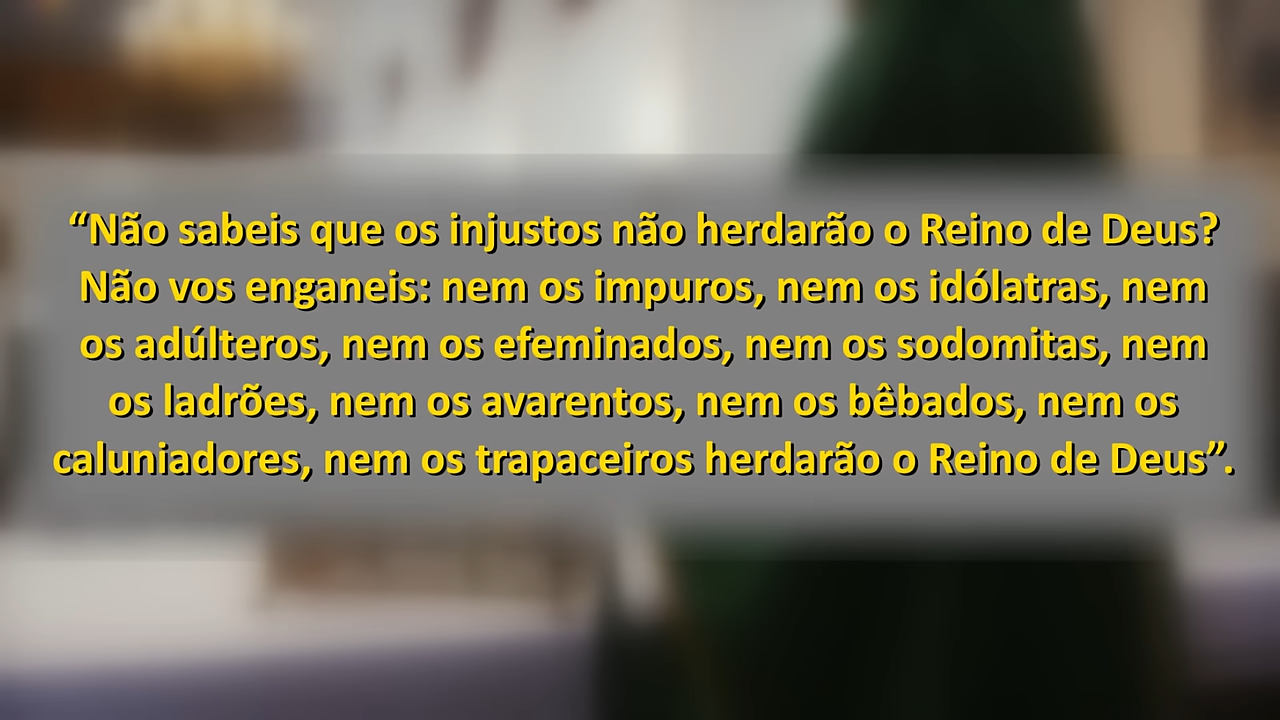 “Não sabeis que os injustos não herdarão o Reino de Deus?
Não vos enganeis: nem os impuros, nem os idólatras, nem
os adúlteros, nem os efeminados, nem os sodomitas, nem
os ladrões, nem os avarentos, nem os bêbados, nem os
caluniadores, nem os trapaceiros herdarão o Reino de Deus”.